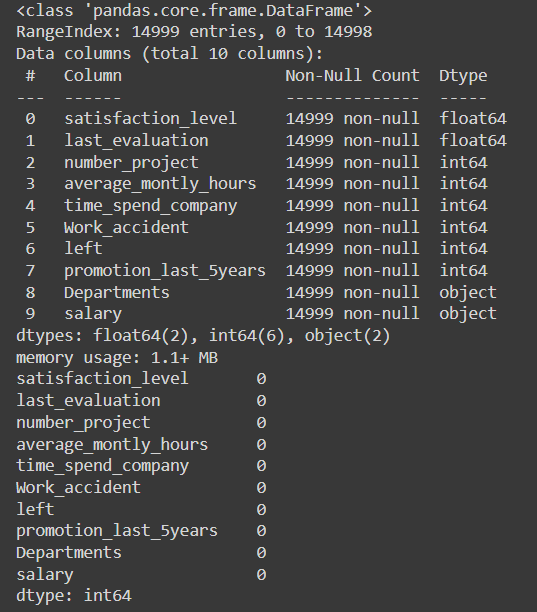 <class 'pandas.core.frame.DataFrame'>
RangeIndex: 14999 entries, 0 to 14998
Data columns (total 10 columns):
 #   Column                 Non-Null Count  Dtype
---  ------                 --------------  -----
 0   satisfaction_level     14999 non-null  float64
 1   last_evaluation        14999 non-null  float64
 2   number_project         14999 non-null  int64
 3   average_montly_hours   14999 non-null  int64
 4   time_spend_company     14999 non-null  int64
 5   Work_accident          14999 non-null  int64
 6   left                   14999 non-null  int64
 7   promotion_last_5years  14999 non-null  int64
 8   Departments            14999 non-null  object
 9   salary                 14999 non-null  object
dtypes: float64(2), int64(6), object(2)
memory usage: 1.1+ MB
satisfaction_level       0
last_evaluation          0
number_project           0
average_montly_hours     0
time_spend_company       0
Work_accident            0
left                     0
promotion_last_5years    0
Departments              0
salary                   0
dtype: int64